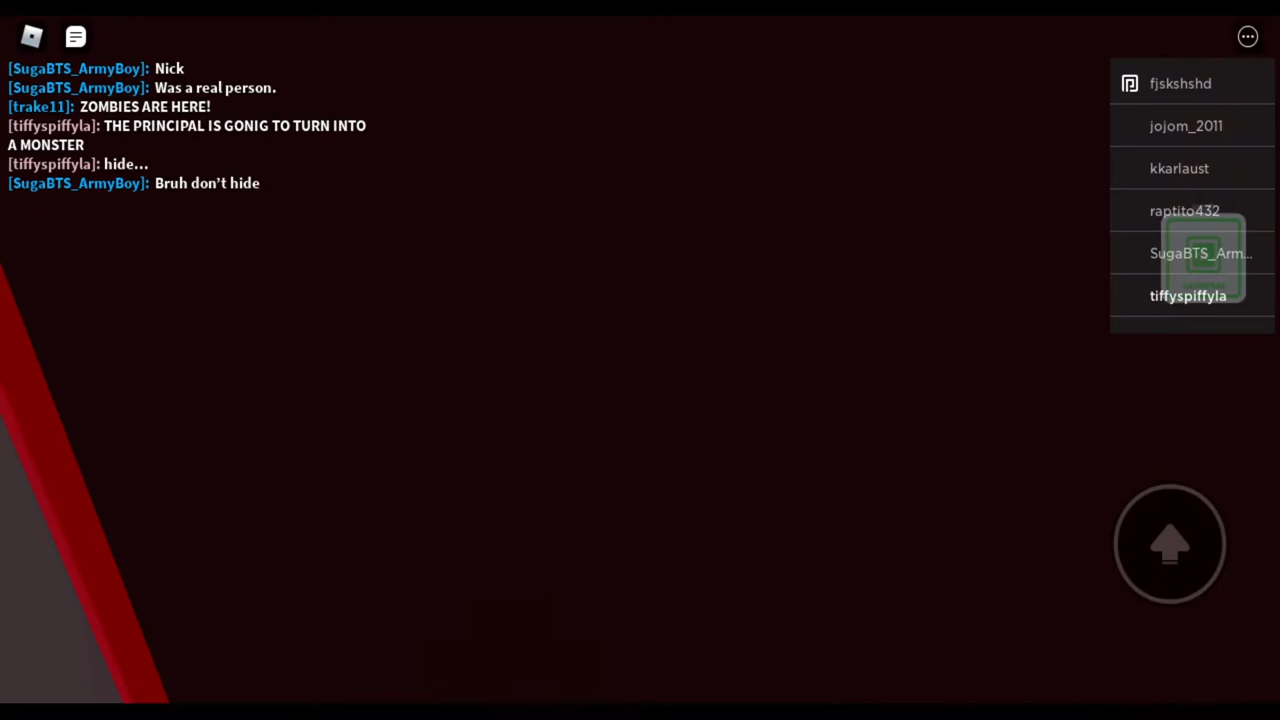 [SugaBTS_ArmyBoy]: Nick
[SugaBTS_ArmyBoy]: Was a real person.
[trake11]: ZOMBIES ARE HERE!
[tiffyspiffyla]: THE PRINCIPAL IS GONIG TO TURN INTO
A MONSTER
[tiffyspiffyla]: hide...
[SugaBTS_ArmyBoy]: Bruh don't hide
fjskshshd
jojom_2011
kkarlaust
raptito432
SugaBTS_Arm...
tiffyspiffyla